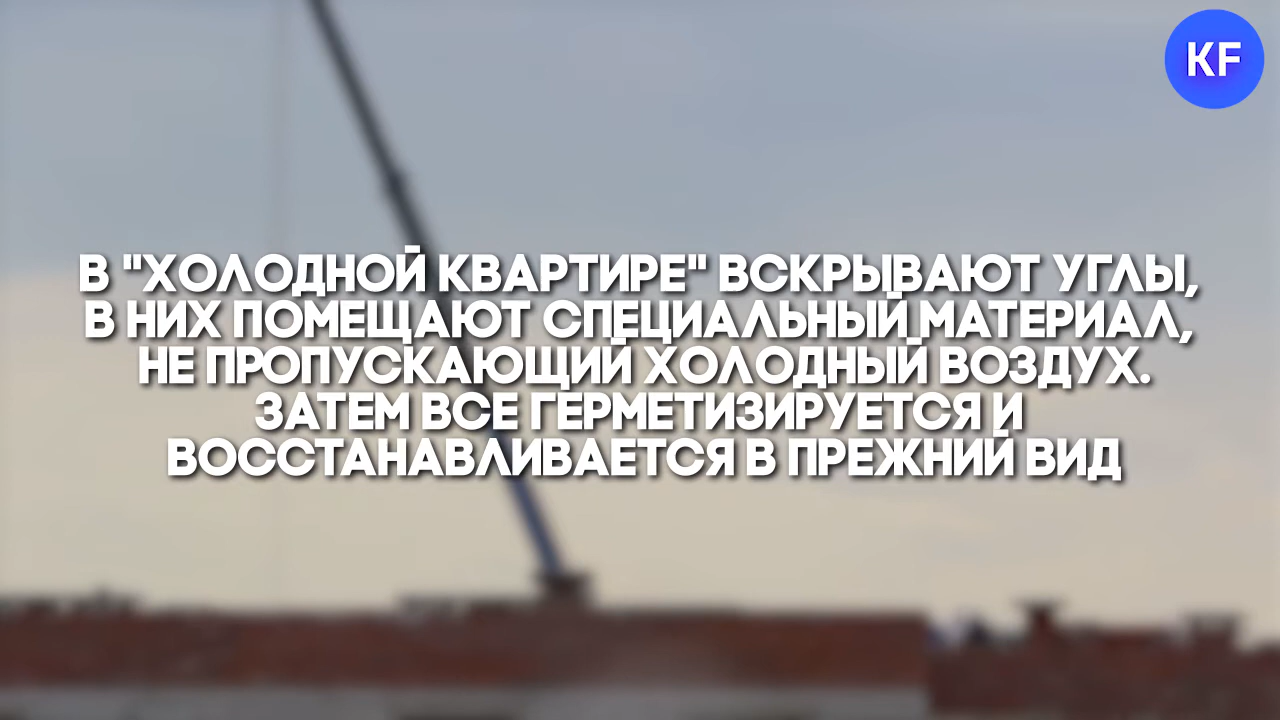 KF
В "ХОЛОДНОЙ КВАРТИРЕ" ВСКРЫВАЮТ УГЛЫ,
В НИХ ПОМЕЩАЮТ СПЕЦИАЛЬНЫЙ МАТЕРИАЛ,
НЕ ПРОПУСКАЮЩИЙ ХОЛОДНЫЙ ВОЗДУХ.
ЗАТЕМ ВСЕ ГЕРМЕТИЗИРУЕТСЯ И
ВОССТАНАВЛИВАЕТСЯ В ПРЕЖНИЙ ВИД